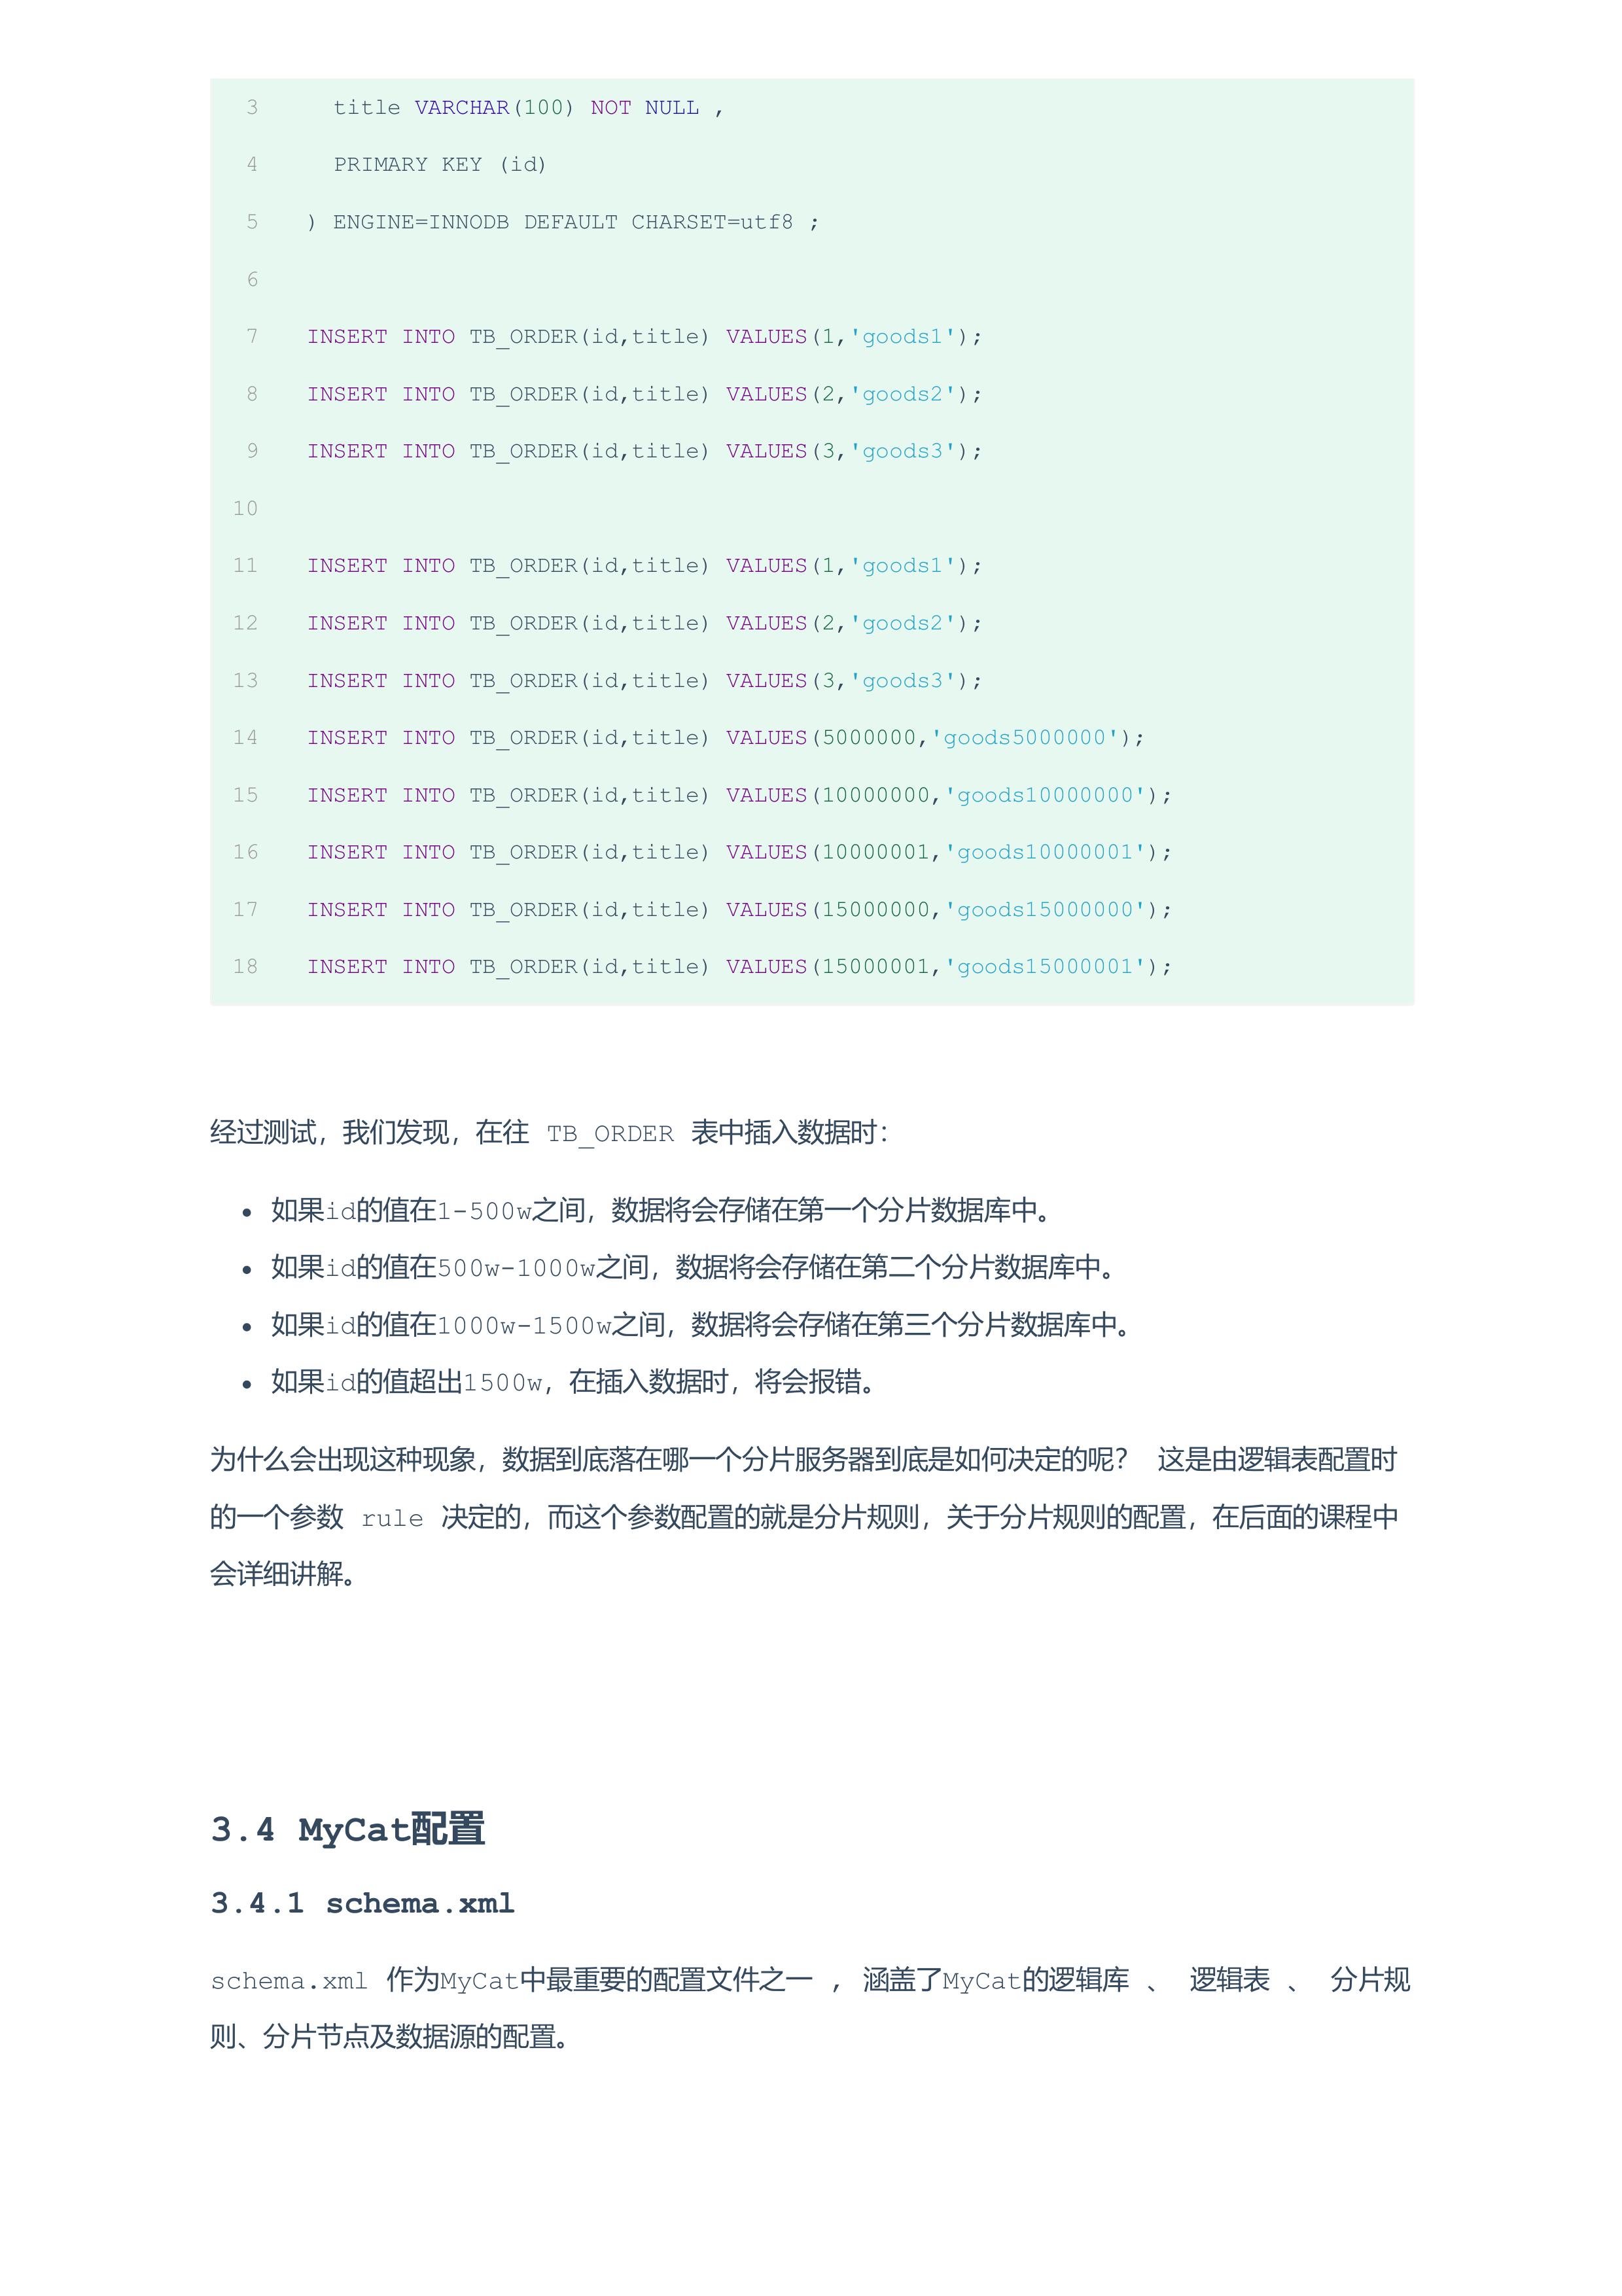 3 title VARCHAR(100) NOT NULL ,
4 PRIMARY KEY (id)
5 ) ENGINE=INNODB DEFAULT CHARSET=utf8 ;
6
7 INSERT INTO TB_ORDER(id,title) VALUES(1,'goods1');
8 INSERT INTO TB_ORDER(id,title) VALUES(2,'goods2');
9 INSERT INTO TB_ORDER(id,title) VALUES(3,'goods3');
10
11 INSERT INTO TB_ORDER(id,title) VALUES(1,'goods1');
12 INSERT INTO TB_ORDER(id,title) VALUES(2,'goods2');
13 INSERT INTO TB_ORDER(id,title) VALUES(3,'goods3');
14 INSERT INTO TB_ORDER(id,title) VALUES(5000000,'goods5000000');
15 INSERT INTO TB_ORDER(id,title) VALUES(10000000,'goods10000000');
16 INSERT INTO TB_ORDER(id,title) VALUES(10000001,'goods10000001');
17 INSERT INTO TB_ORDER(id,title) VALUES(15000000,'goods15000000');
18 INSERT INTO TB_ORDER(id,title) VALUES(15000001,'goods15000001');
经过测试，我们发现，在往 TB_ORDER 表中插入数据时：
• 如果id的值在1-500w之间，数据将会存储在第一个分片数据库中。
• 如果id的值在500w-1000w之间，数据将会存储在第二个分片数据库中。
• 如果id的值在1000w-1500w之间，数据将会存储在第三个分片数据库中。
• 如果id的值超出1500w，在插入数据时，将会报错。
为什么会出现这种现象，数据到底落在哪一个分片服务器到底是如何决定的呢？ 这是由逻辑表配置时
的一个参数 rule 决定的，而这个参数配置的就是分片规则，关于分片规则的配置，在后面的课程中
会详细讲解。
3.4 MyCat配置
3.4.1 schema.xml
schema.xml 作为MyCat中最重要的配置文件之一 , 涵盖了MyCat的逻辑库 、 逻辑表 、 分片规
则、分片节点及数据源的配置。